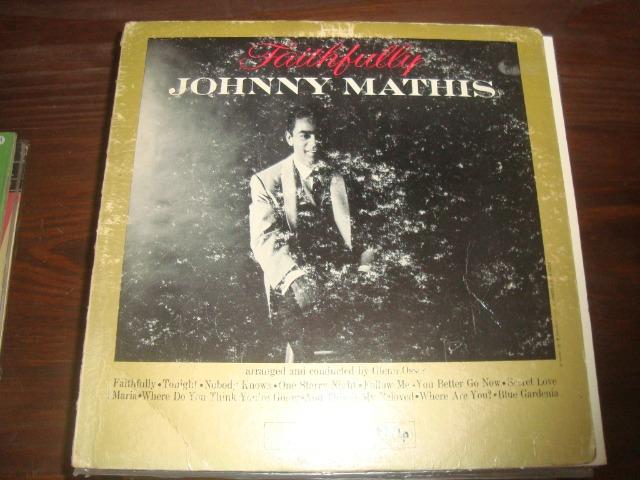 Faithfully
JOHNNY MATHIS
arranged and conducted by Glenn Osser
Faithfully • Tonight • Nobody Knows • One Starry Night • Follow Me • You Better Go Now • Secret Love
Maria • Where Do You Think You're Going • And This Is My Beloved • Where Are You? • Blue Gardenia